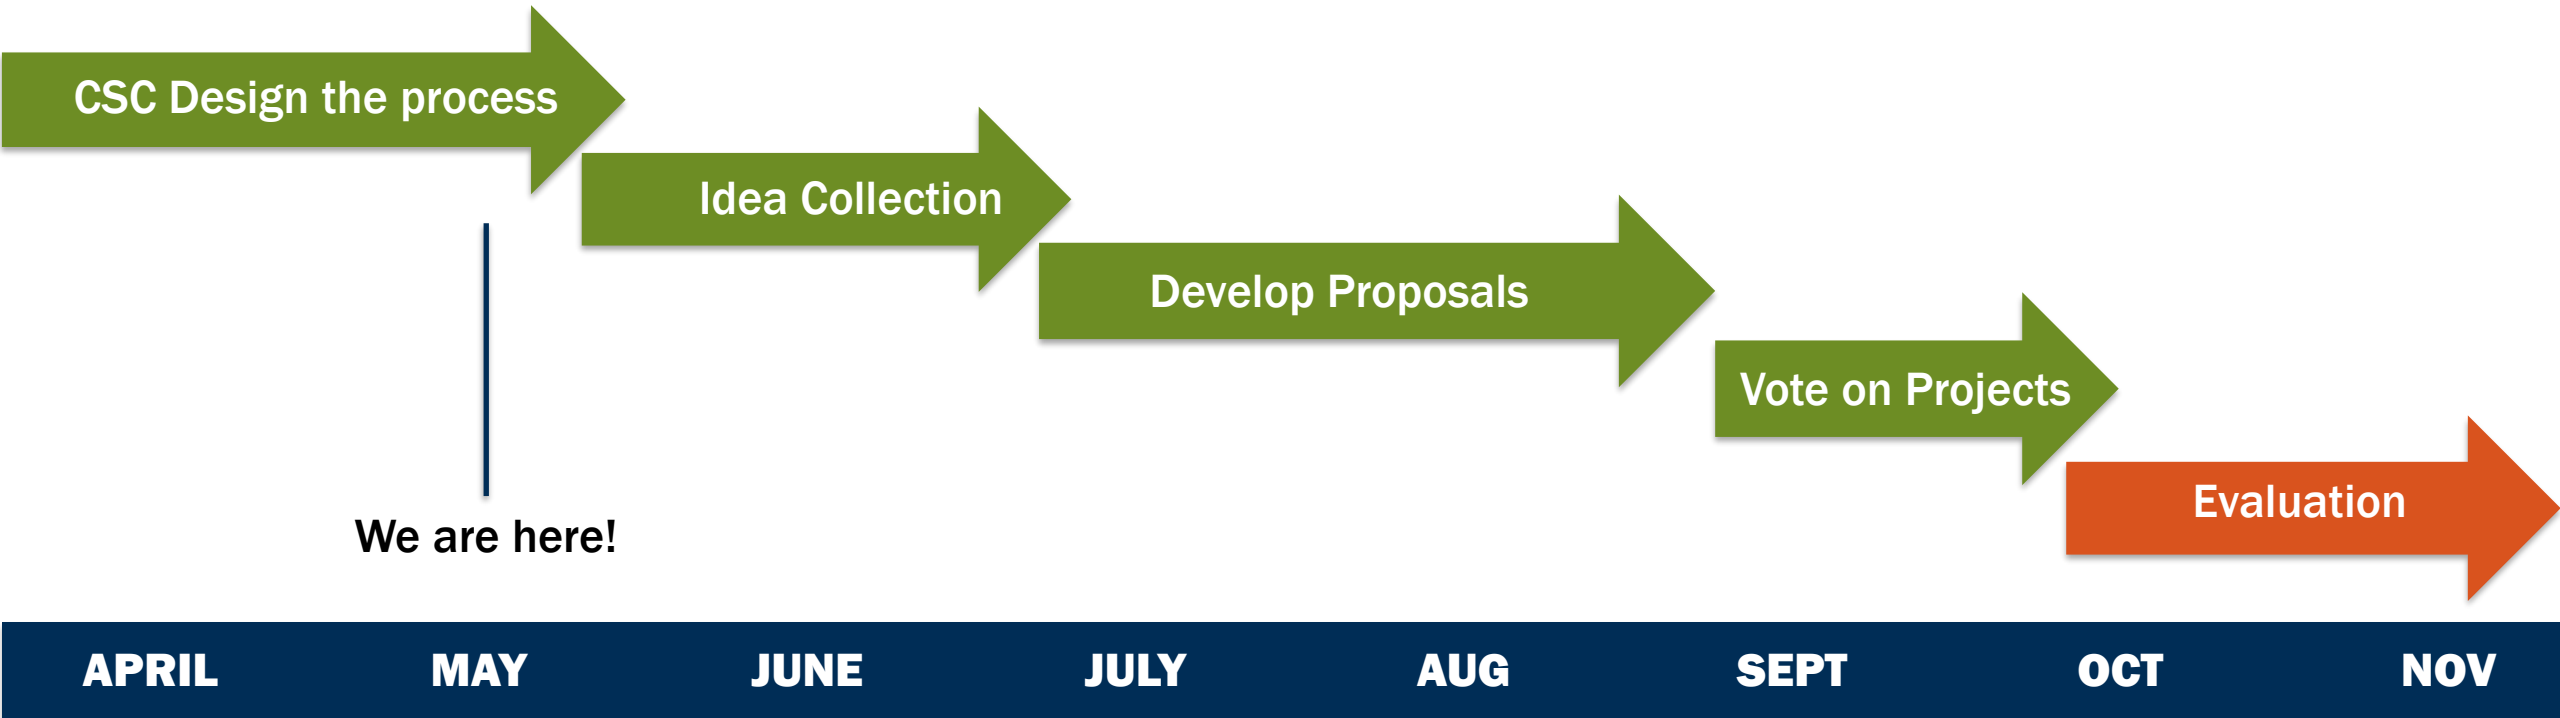 CSC Design the process
Idea Collection
Develop Proposals
Vote on Projects
Evaluation
We are here!
APRIL MAY JUNE JULY AUG SEPT OCT NOV